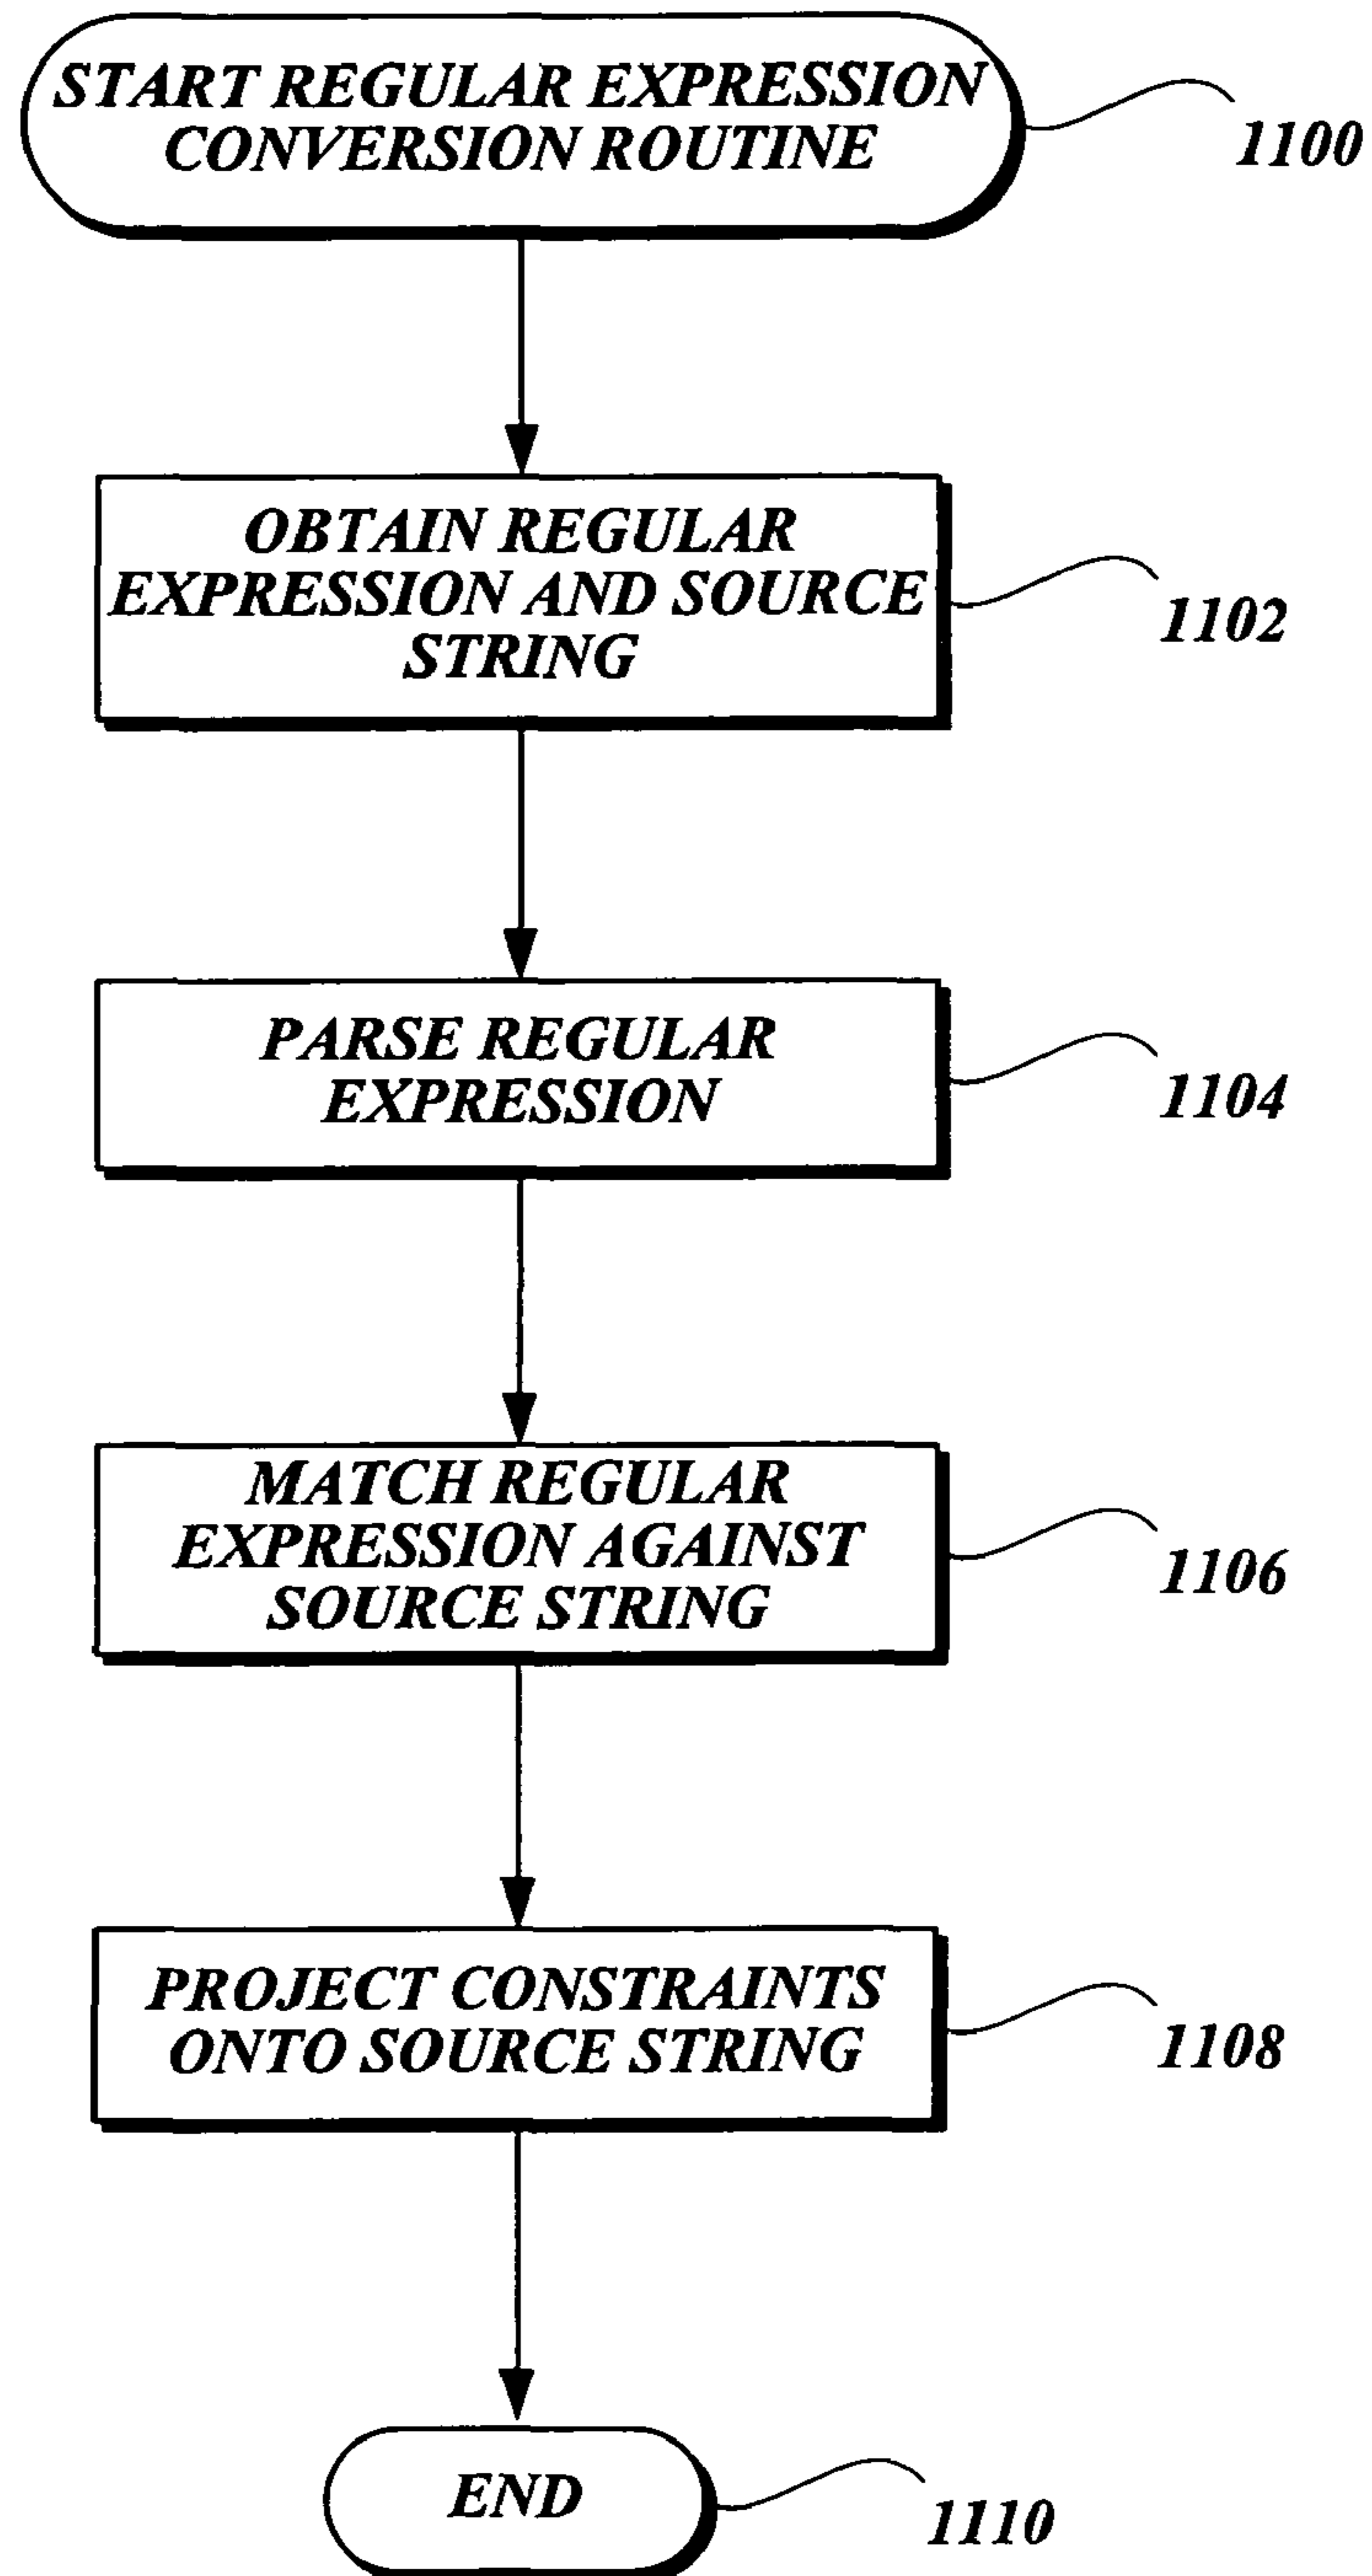 START REGULAR EXPRESSION
CONVERSION ROUTINE
1100
OBTAIN REGULAR
EXPRESSION AND SOURCE
STRING
1102
PARSE REGULAR
EXPRESSION
1104
MATCH REGULAR
EXPRESSION AGAINST
SOURCE STRING
1106
PROJECT CONSTRAINTS
ONTO SOURCE STRING
1108
END
1110